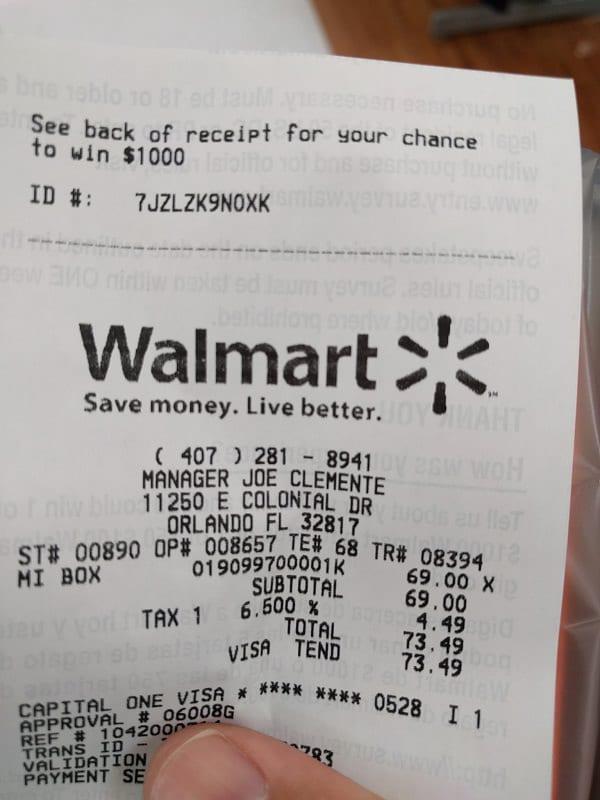 See back of receipt for your chance
to win $1000
ID #: 7JZLZK9NOXK
Walmart
Save money. Live better.
( 407 ) 281 - 8941
MANAGER JOE CLEMENTE
11250 E COLONIAL DR
ORLANDO FL 32817
ST# 00890 OP# 008657 TE# 68 TR# 08394
MI BOX 019099700001K 69.00 X
SUBTOTAL 69.00
TAX 1 6.500 % 4.49
TOTAL 73.49
VISA TEND 73.49
CAPITAL ONE VISA * **** **** 0528 I 1
APPROVAL # 06008G
REF #
TRANS ID -
VALIDATION
PAYMENT